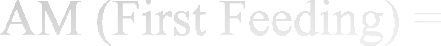 AM (First Feeding) =